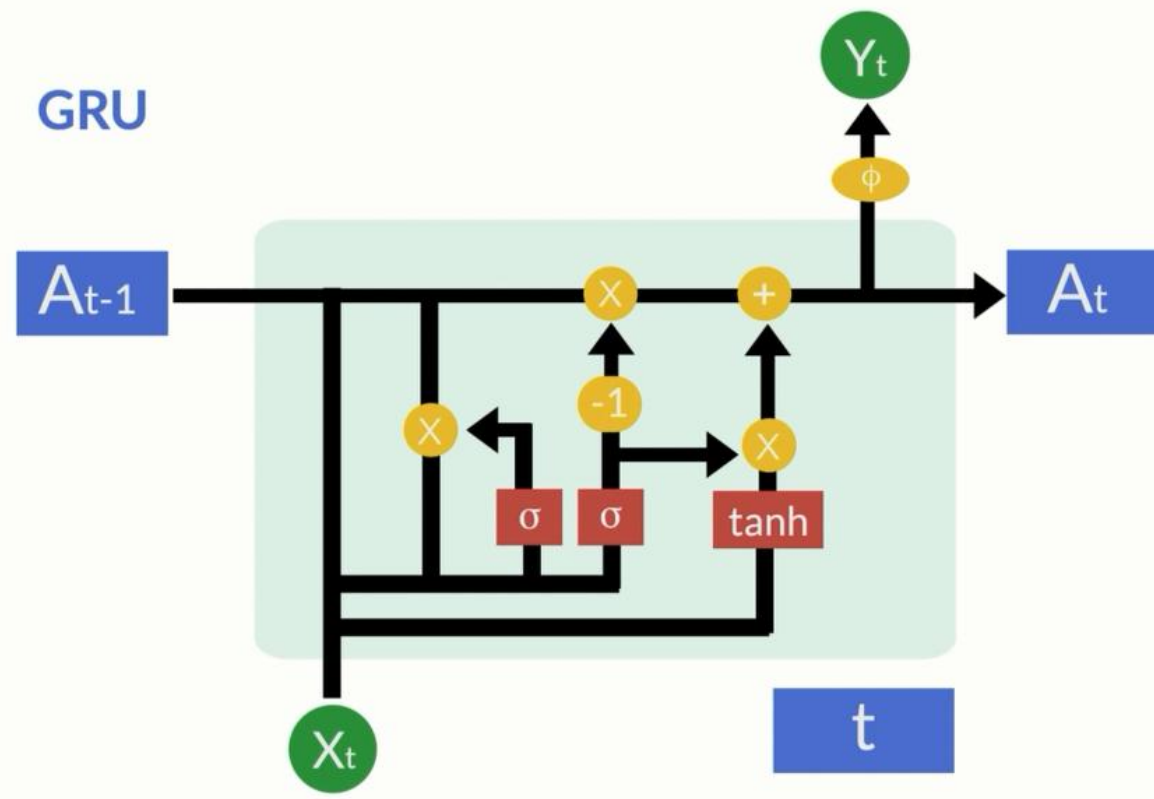 Yt
GRU
ϕ
At-1
X
+
At
-1
X
X
σ
σ
tanh
t
Xt